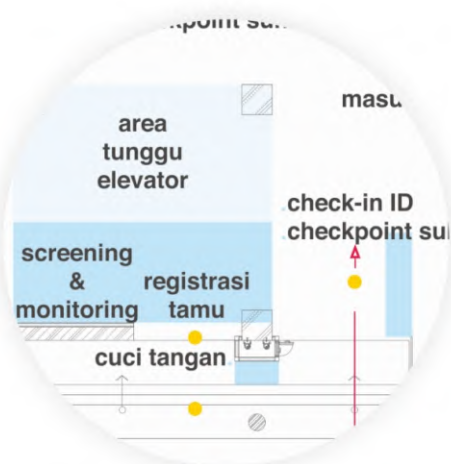 masu
area
tunggu
elevator
check-in ID
checkpoint su
screening
&
monitoring
registrasi
tamu
cuci tangan